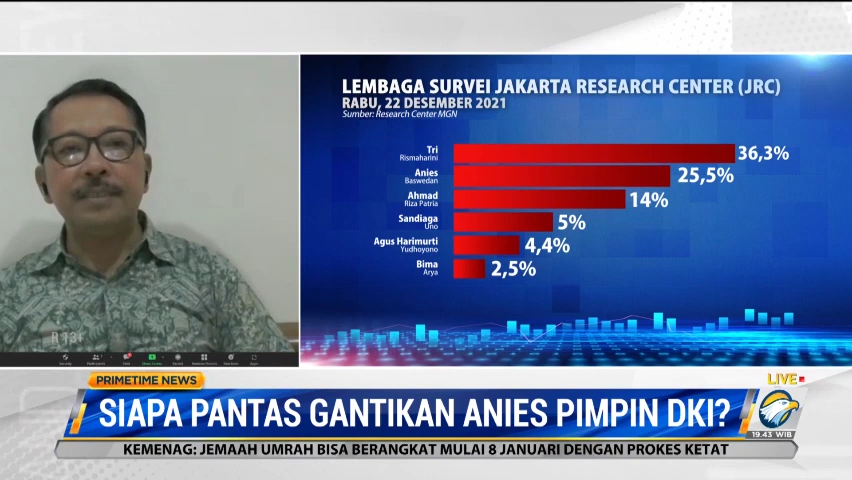 LEMBAGA SURVEI JAKARTA RESEARCH CENTER (JRC)
RABU, 22 DESEMBER 2021
Sumber: Research Center MGN
Tri
Rismaharini
36,3%
Anies
Baswedan
25,5%
Ahmad
Riza Patria
14%
Sandiaga
Uno
5%
Agus Harimurti
Yudhoyono
4,4%
Bima
Arya
2,5%
PRIMETIME NEWS
LIVE
SIAPA PANTAS GANTIKAN ANIES PIMPIN DKI?
19.43 WIB
KEMENAG: JEMAAH UMRAH BISA BERANGKAT MULAI 8 JANUARI DENGAN PROKES KETAT